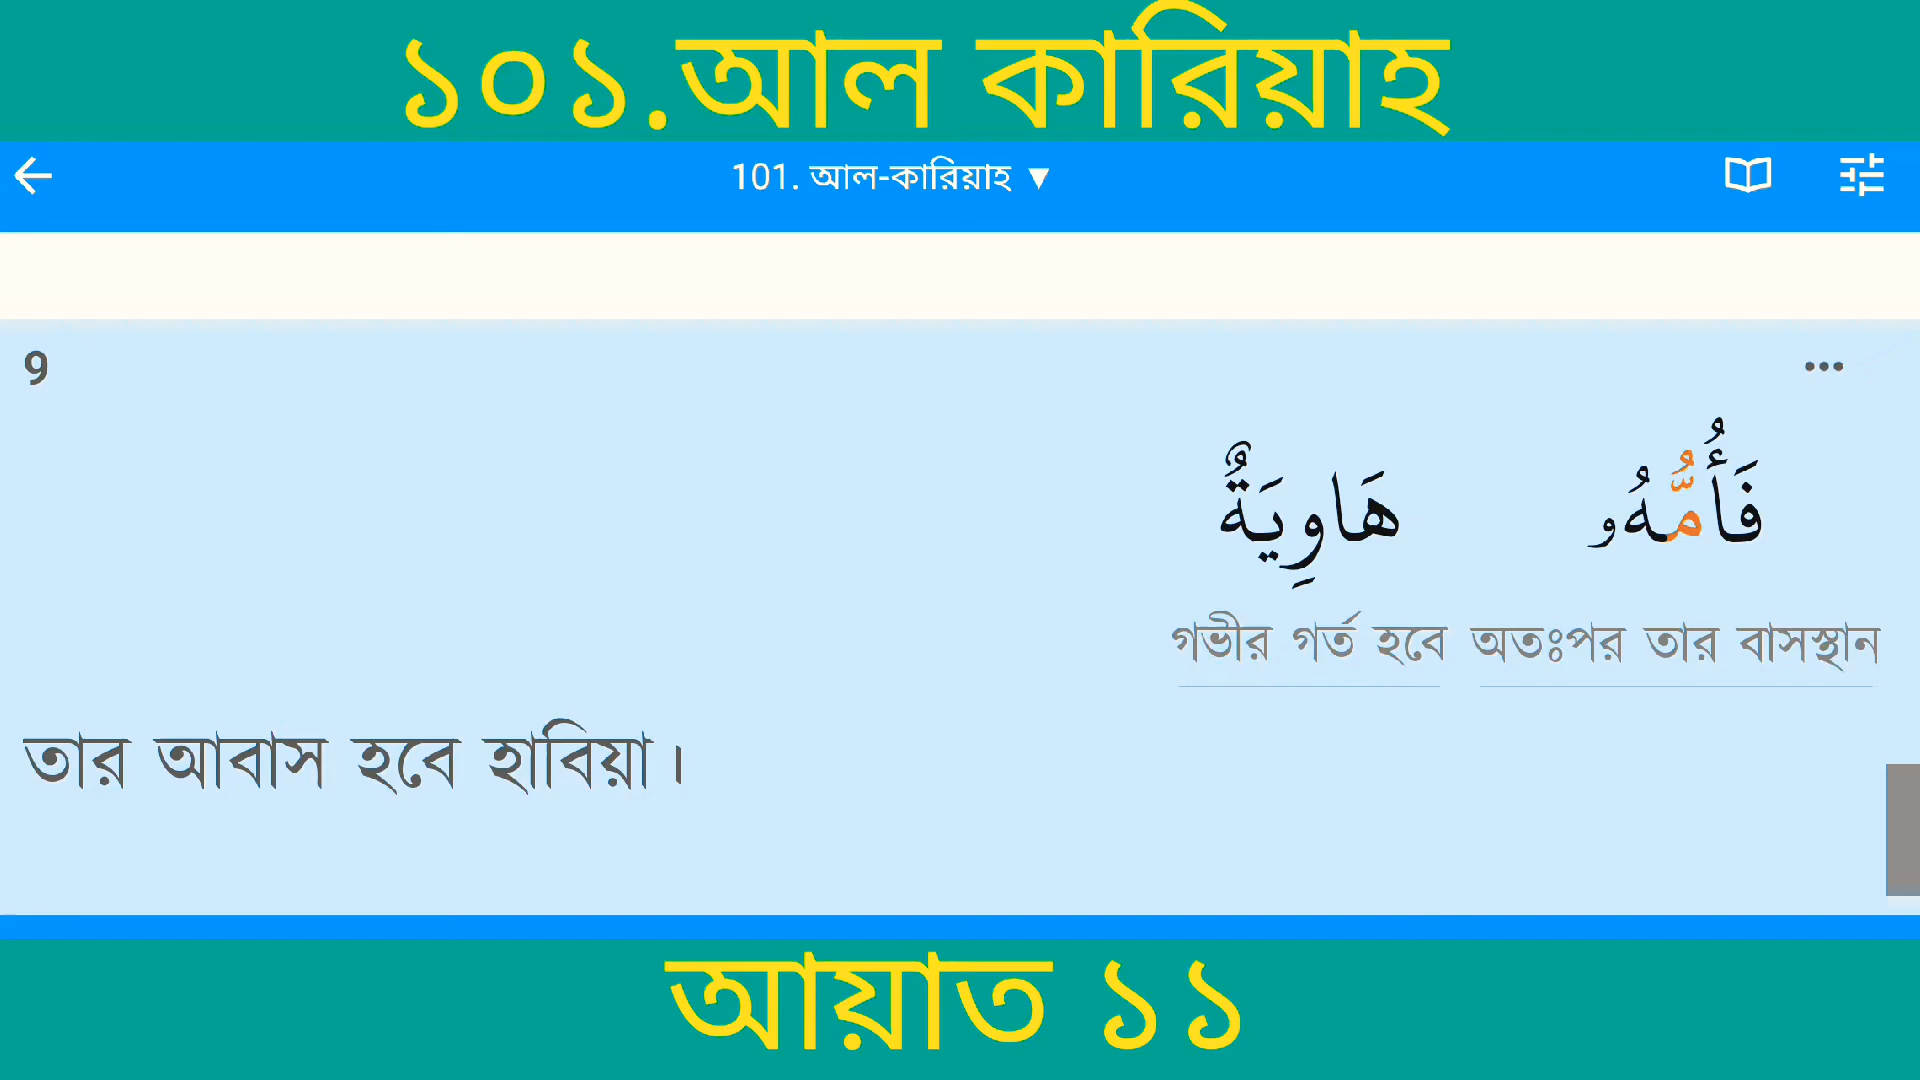 ১০১.আল কারিয়াহ
101. আল-কারিয়াহ ▼
9
فَأُمُّهُۥ هَاوِيَةٌ
অতঃপর তার বাসস্থান গভীর গর্ত হবে
তার আবাস হবে হাবিয়া।
আয়াত ১১